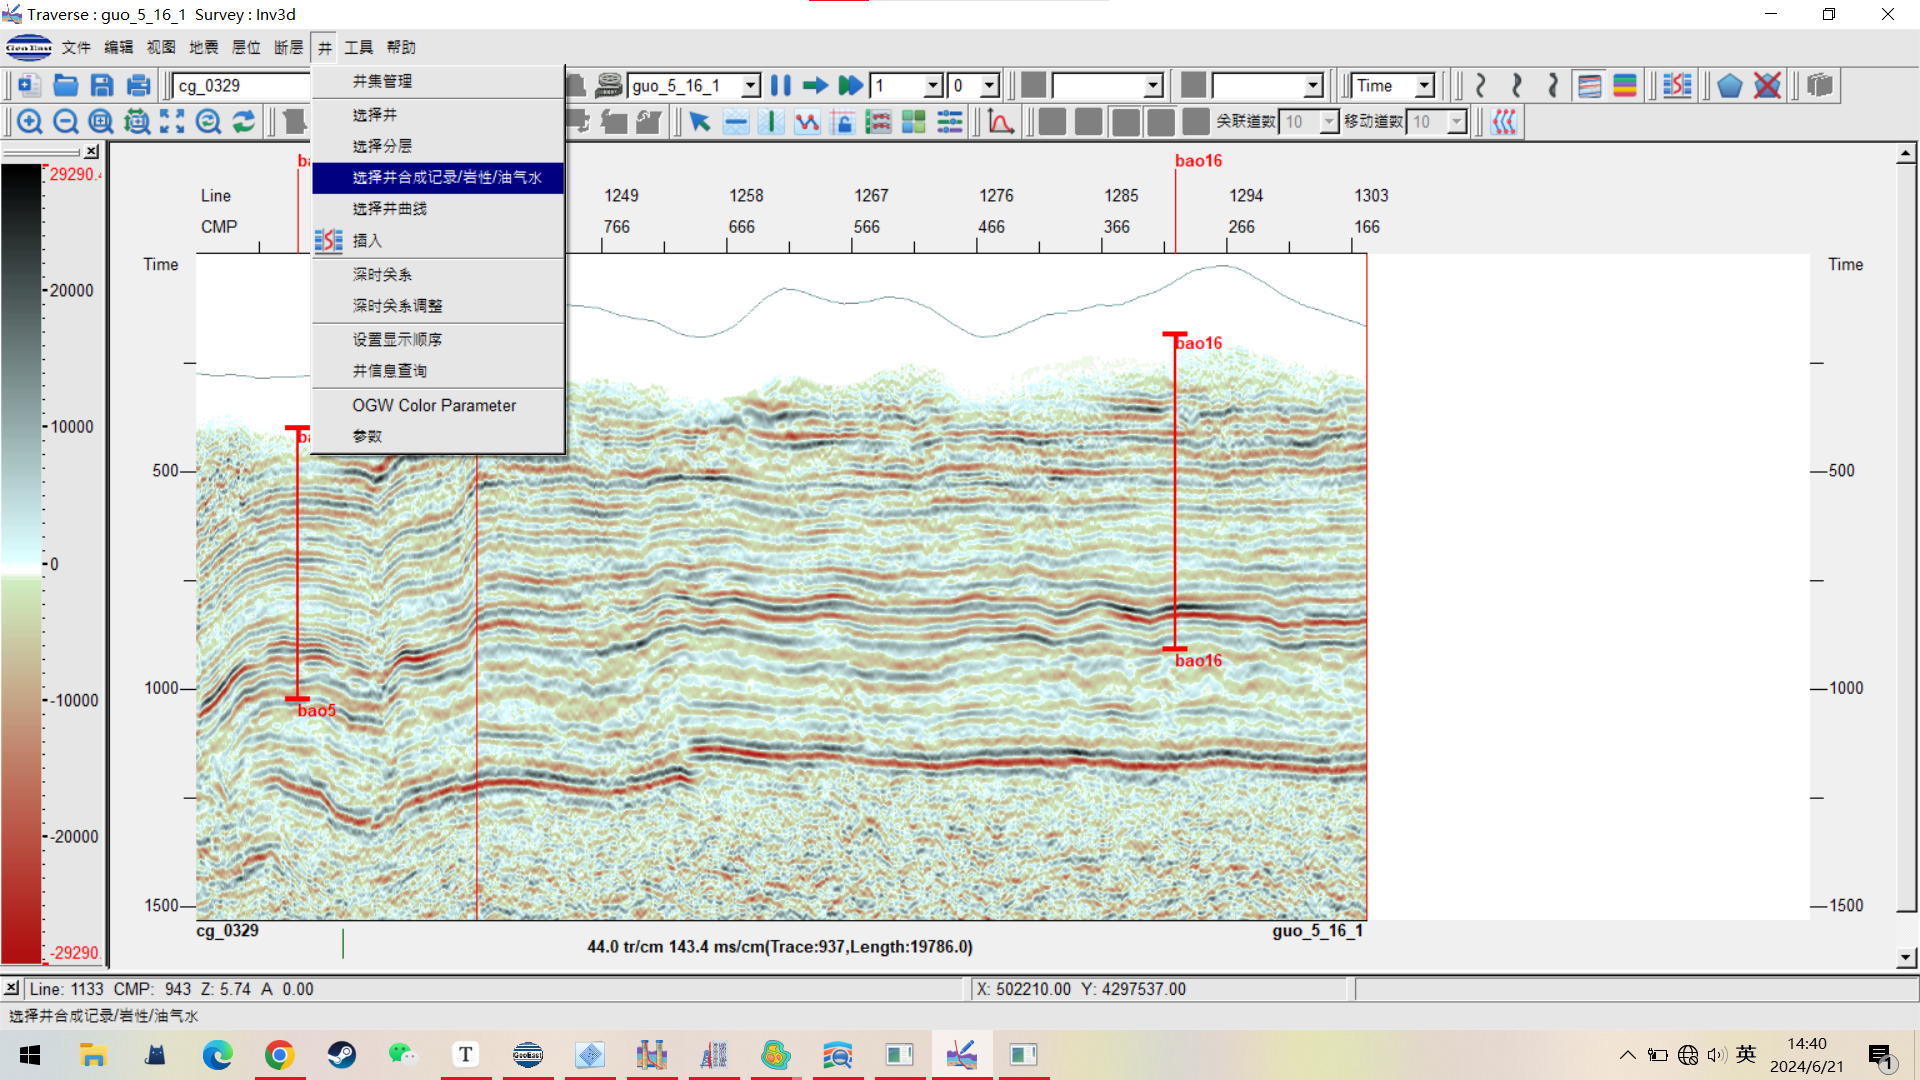 Traverse : guo_5_16_1 Survey : Inv3d
GeoEast 文件 编辑 视图 地震 层位 断层 井 工具 帮助
cg_0329
guo_5_16_1
1
0
Time
关联道数 10 移动道数 10
井集管理
选择井
选择分层
选择井合成记录/岩性/油气水
选择井曲线
插入
深时关系
深时关系调整
设置显示顺序
井信息查询
OGW Color Parameter
参数
29290.
20000
10000
0
-10000
-20000
-29290.
ba
bao16
Line 1249 1258 1267 1276 1285 1294 1303
CMP 766 666 566 466 366 266 166
Time
Time
bao16
ba
500
500
bao16
1000
1000
bao5
1500
1500
cg_0329
guo_5_16_1
44.0 tr/cm 143.4 ms/cm(Trace:937,Length:19786.0)
Line: 1133 CMP: 943 Z: 5.74 A 0.00
X: 502210.00 Y: 4297537.00
选择井合成记录/岩性/油气水
T
GeoEast
英
14:40
2024/6/21
1